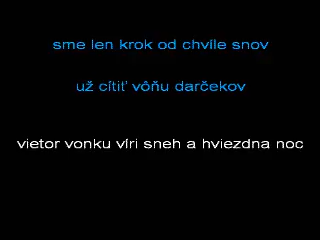 sme len krok od chvíle snov
už cítiť vôňu darčekov
vietor vonku víri sneh a hviezdna noc